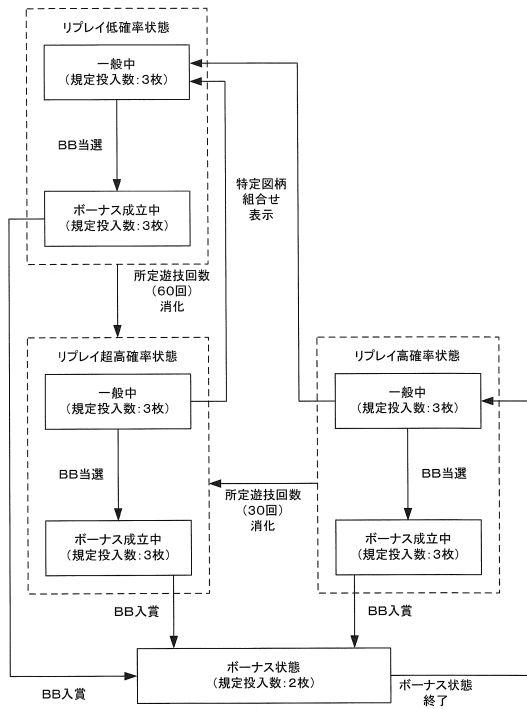 リプレイ低確率状態
一般中
(規定投入数:3枚)
BB当選
ボーナス成立中
(規定投入数:3枚)
特定図柄
組合せ
表示
所定遊技回数
(60回)
消化
リプレイ超高確率状態
一般中
(規定投入数:3枚)
BB当選
ボーナス成立中
(規定投入数:3枚)
リプレイ高確率状態
一般中
(規定投入数:3枚)
BB当選
ボーナス成立中
(規定投入数:3枚)
所定遊技回数
(30回)
消化
BB入賞
BB入賞
ボーナス状態
(規定投入数:2枚)
BB入賞
ボーナス状態
終了